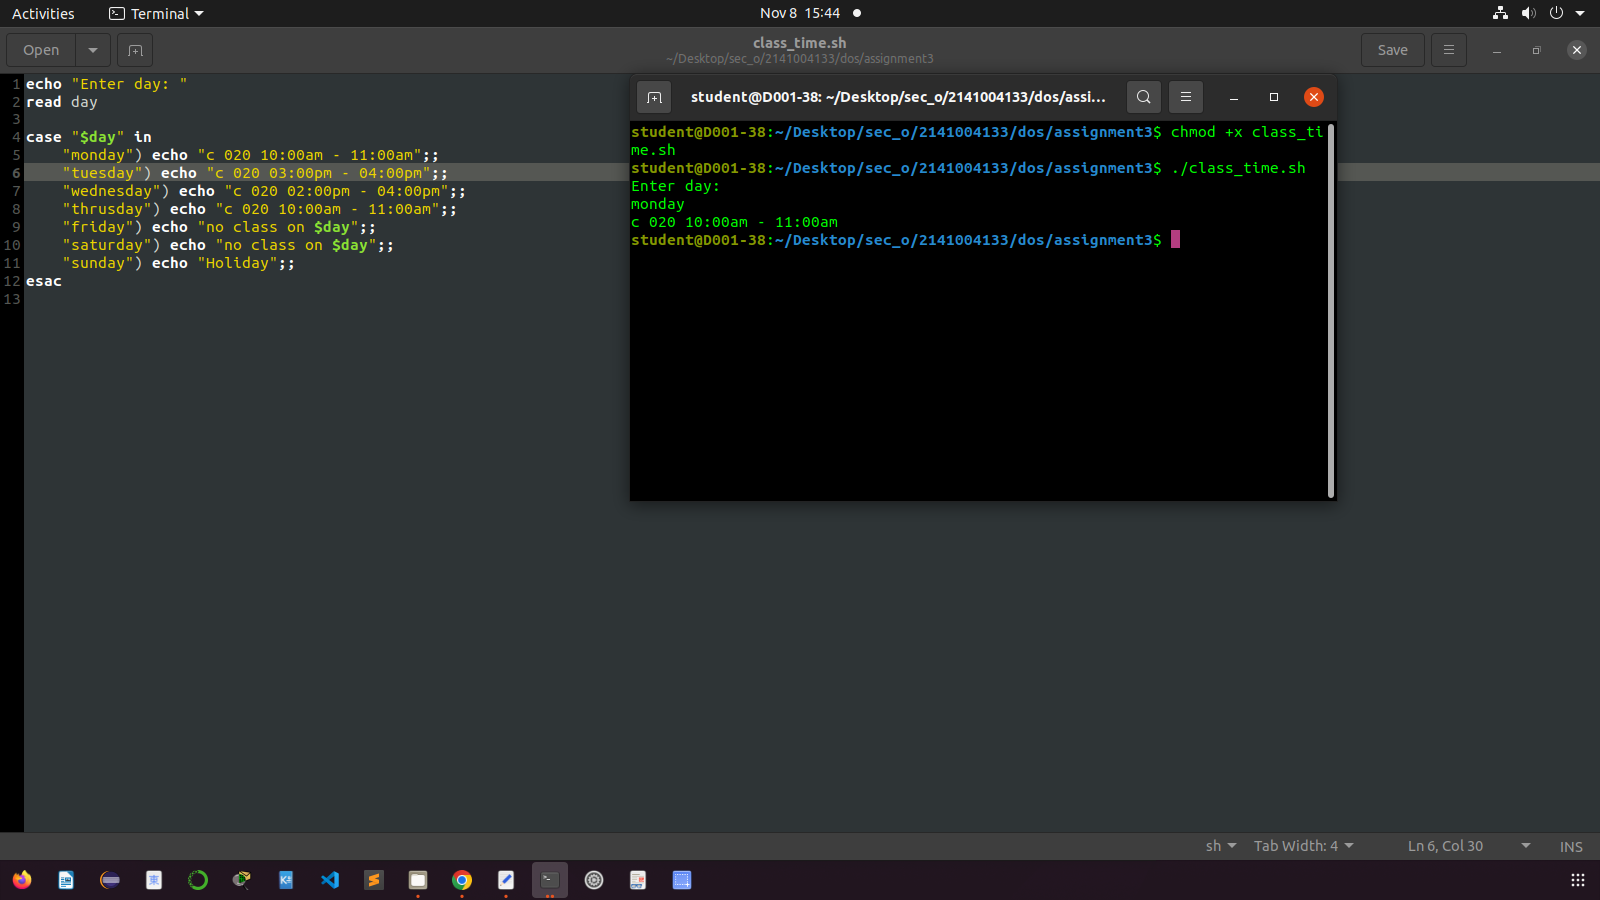 Activities
Terminal
Nov 8 15:44
Open
class_time.sh
~/Desktop/sec_o/2141004133/dos/assignment3
Save
1 echo "Enter day: "
2 read day
3
4 case "$day" in
5 "monday") echo "c 020 10:00am - 11:00am";;
6 "tuesday") echo "c 020 03:00pm - 04:00pm";;
7 "wednesday") echo "c 020 02:00pm - 04:00pm";;
8 "thrusday") echo "c 020 10:00am - 11:00am";;
9 "friday") echo "no class on $day";;
10 "saturday") echo "no class on $day";;
11 "sunday") echo "Holiday";;
12 esac
13
student@D001-38: ~/Desktop/sec_o/2141004133/dos/assi...
student@D001-38:~/Desktop/sec_o/2141004133/dos/assignment3$ chmod +x class_ti
me.sh
student@D001-38:~/Desktop/sec_o/2141004133/dos/assignment3$ ./class_time.sh
Enter day:
monday
c 020 10:00am - 11:00am
student@D001-38:~/Desktop/sec_o/2141004133/dos/assignment3$
sh
Tab Width: 4
Ln 6, Col 30
INS